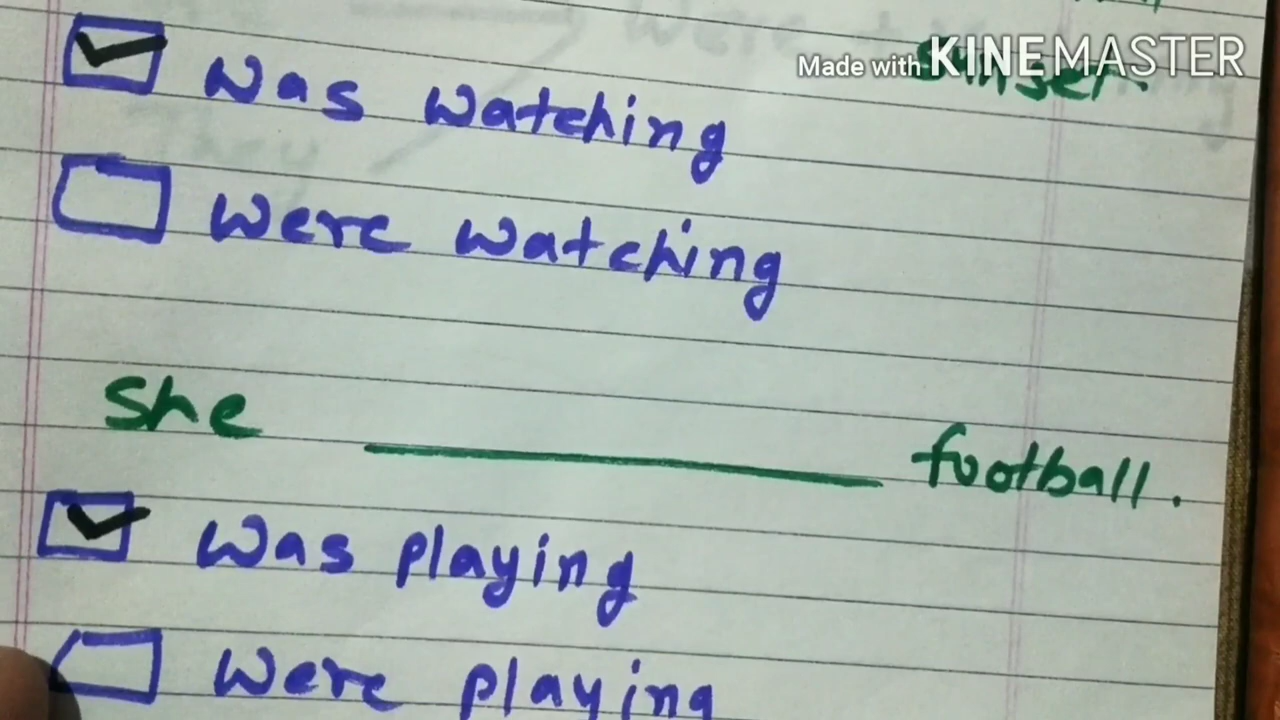 Made with KINEMASTER
Was watching
Were watching
She ________ football.
Was playing
Were playing